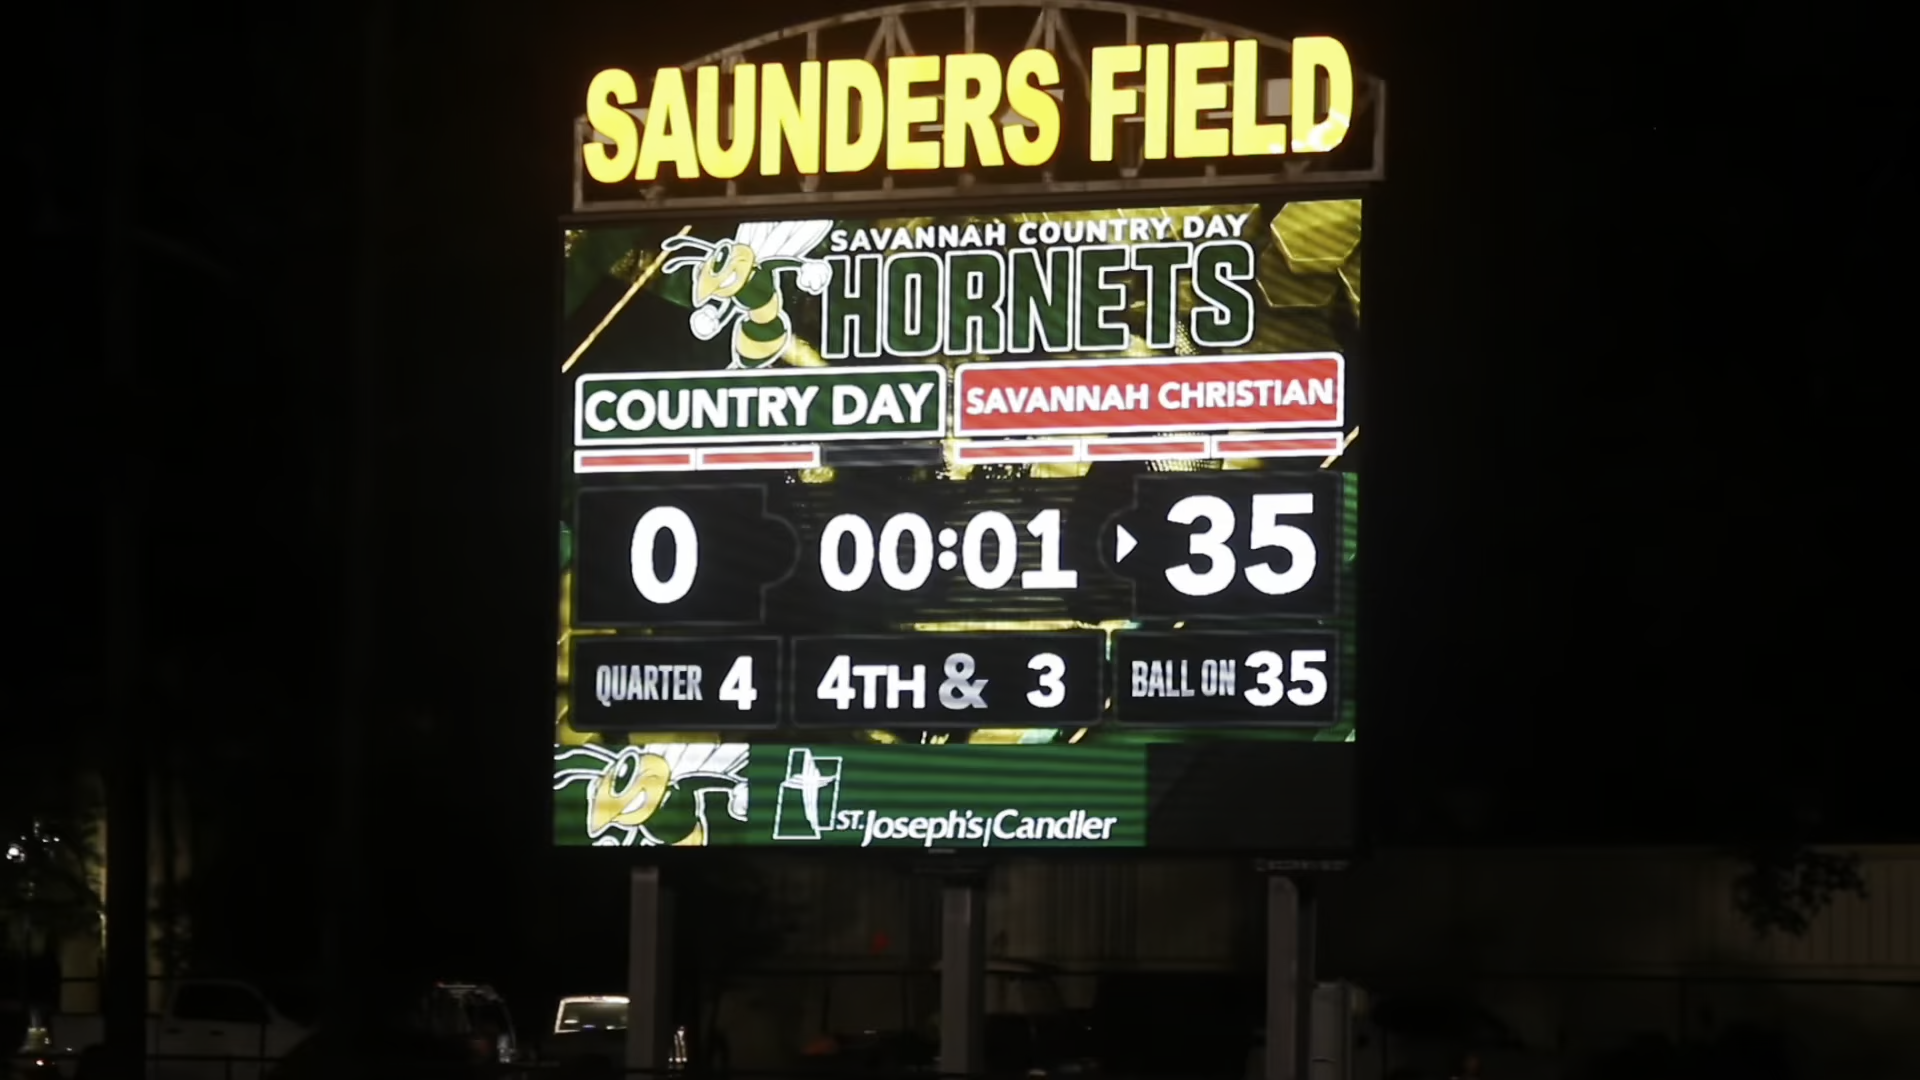 SAUNDERS FIELD
SAVANNAH COUNTRY DAY
HORNETS
COUNTRY DAY
SAVANNAH CHRISTIAN
0
00:01
35
QUARTER 4
4TH & 3
BALL ON 35
ST. Joseph's|Candler